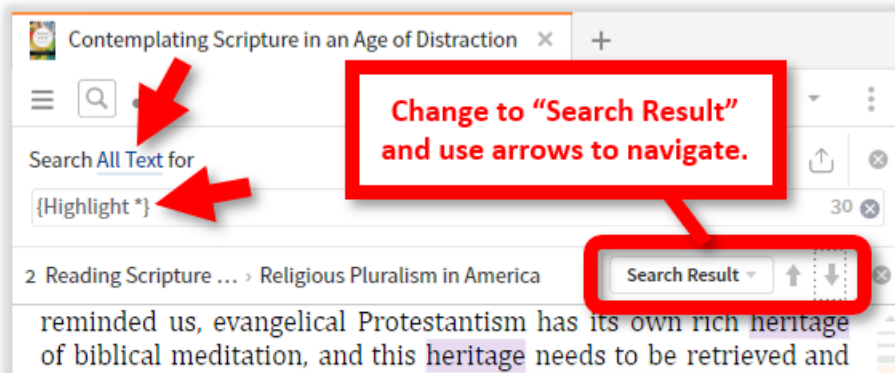 Contemplating Scripture in an Age of Distraction
Change to “Search Result”
and use arrows to navigate.
Search All Text for
{Highlight *}
30
2 Reading Scripture ... › Religious Pluralism in America
Search Result
reminded us, evangelical Protestantism has its own rich heritage
of biblical meditation, and this heritage needs to be retrieved and